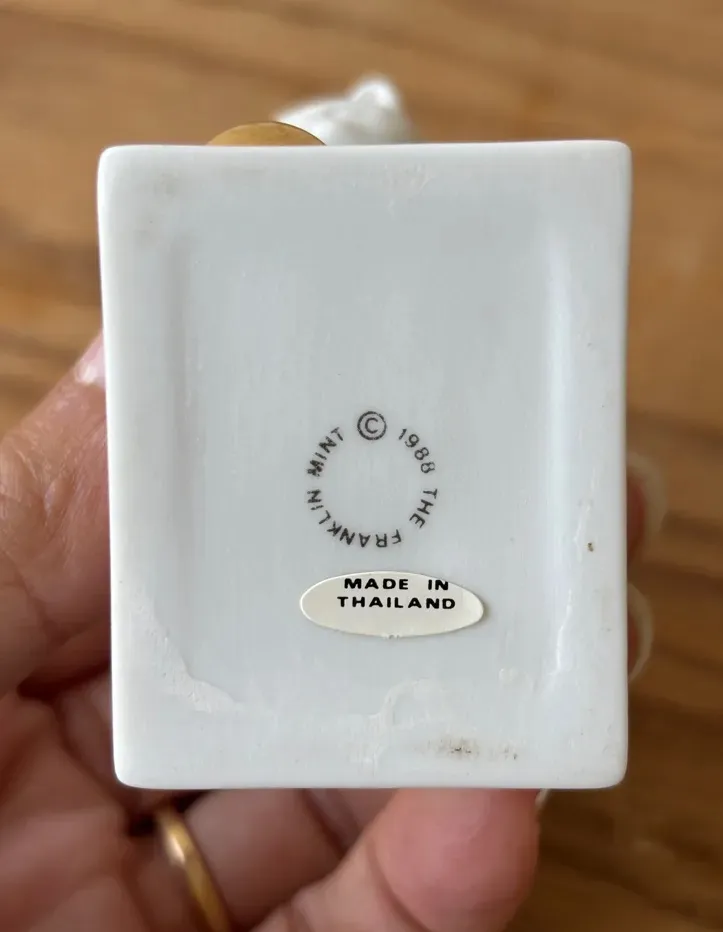 © 1988 THE FRANKLIN MINT
MADE IN
THAILAND